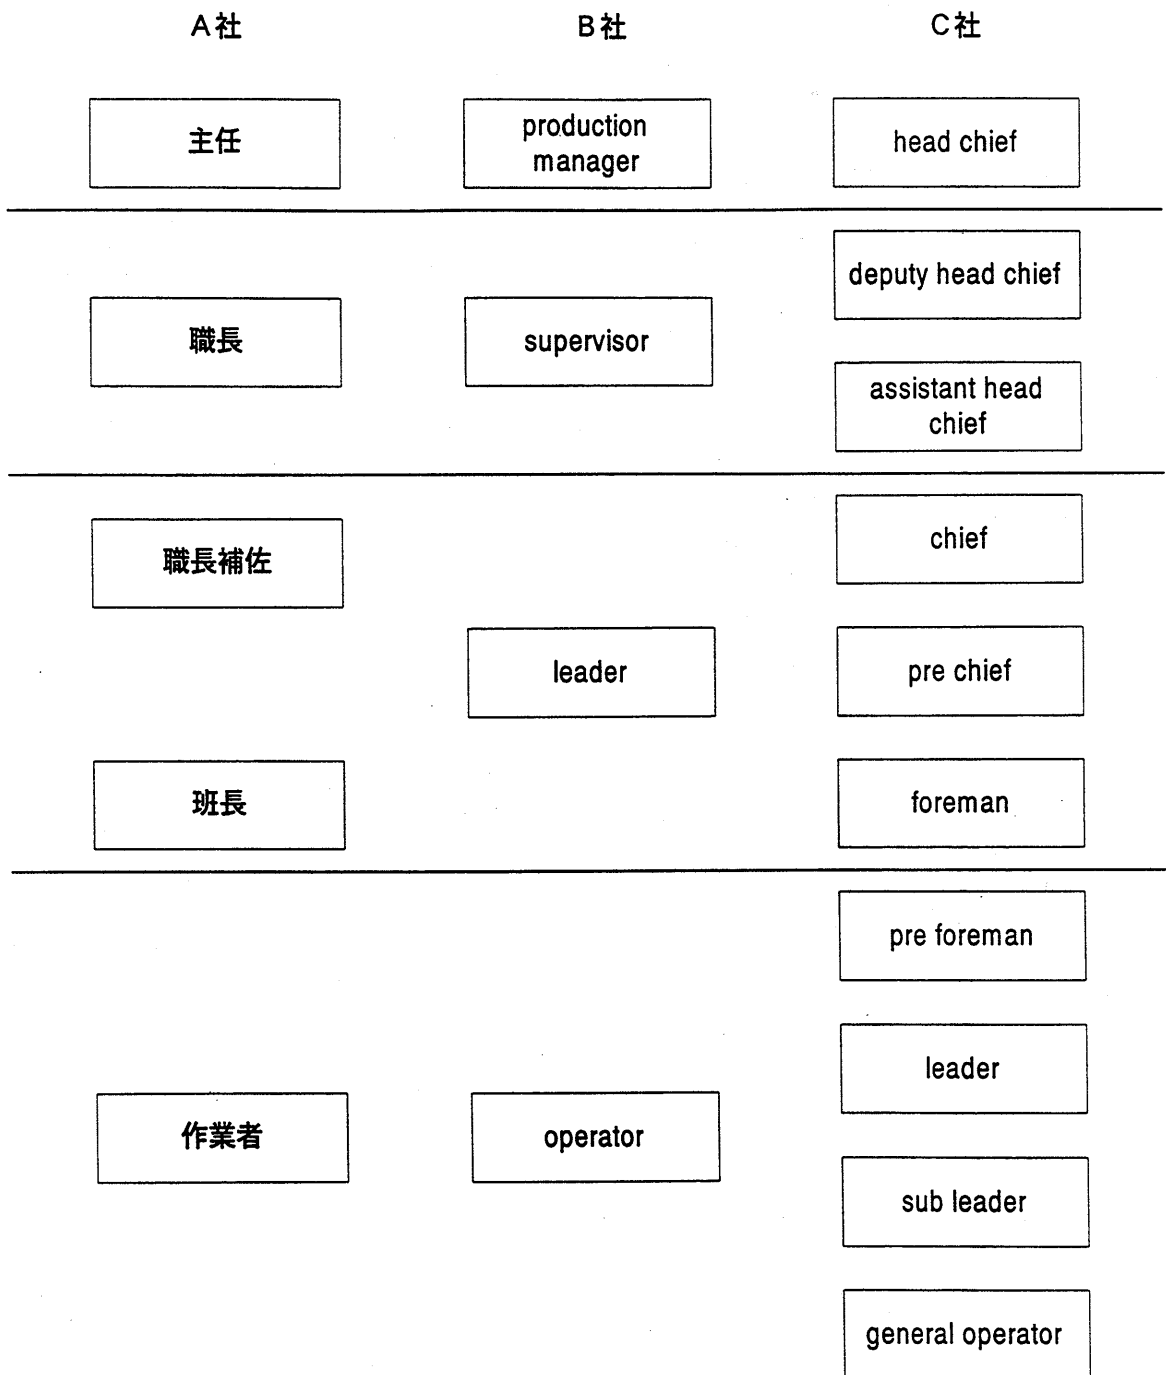 A社 B社 C社
主任
production
manager
head chief
deputy head chief
職長
supervisor
assistant head
chief
職長補佐
chief
leader
pre chief
班長
foreman
pre foreman
leader
作業者
operator
sub leader
general operator